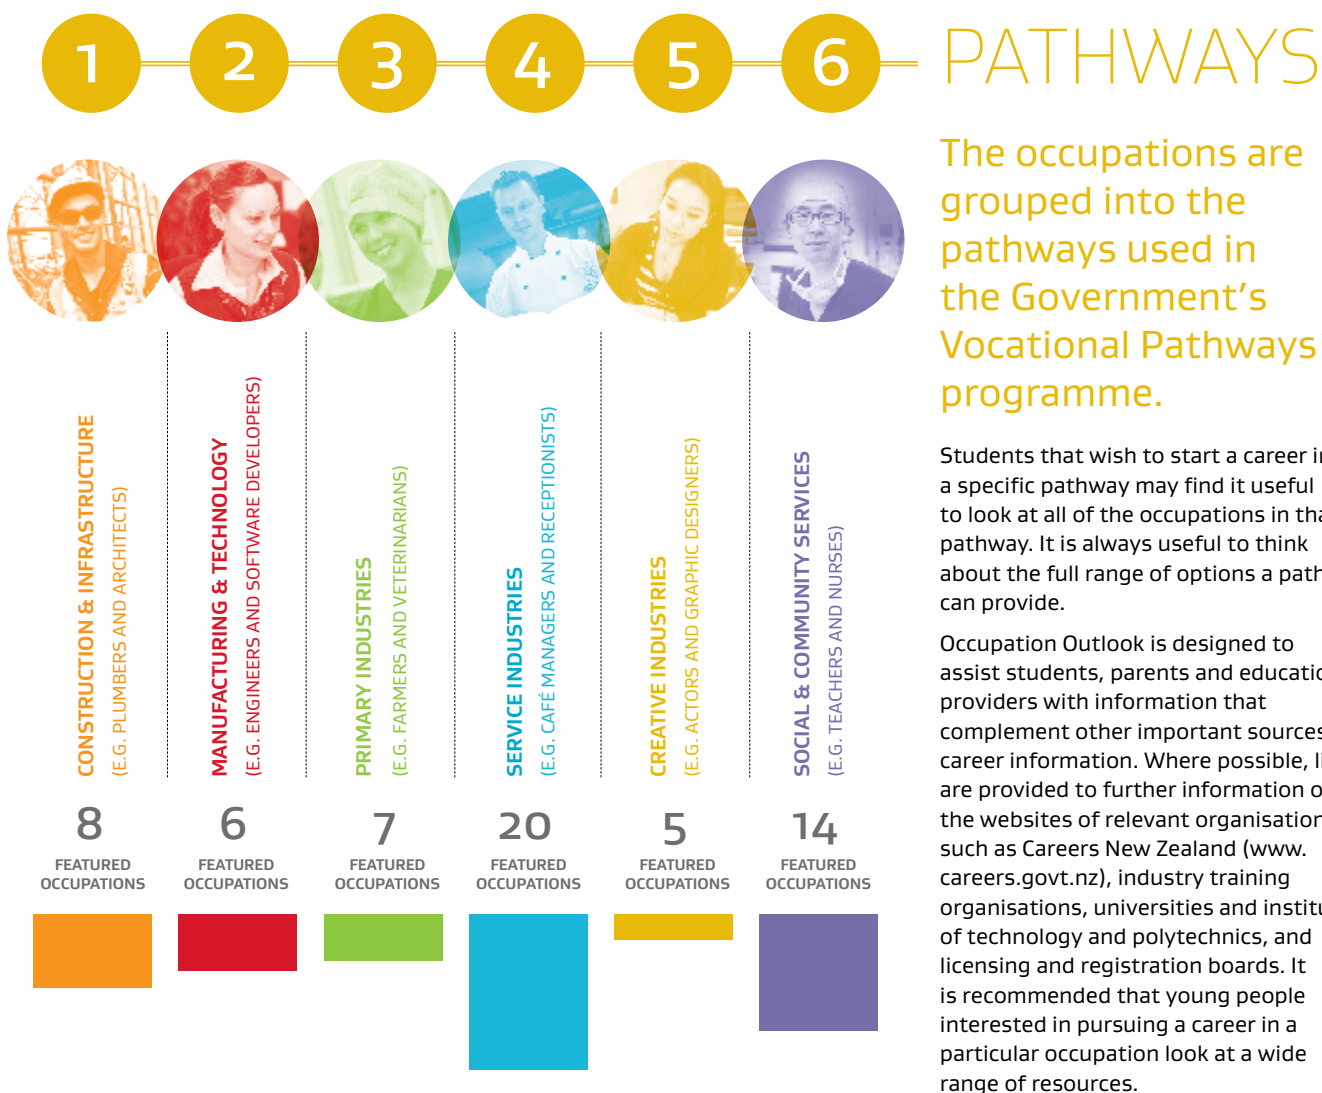 1 2 3 4 5 6
PATHWAYS
The occupations are
grouped into the
pathways used in
the Government's
Vocational Pathways
programme.
Students that wish to start a career
a specific pathway may find it useful
to look at all of the occupations in
pathway. It is always useful to think
about the full range of options a
can provide.
Occupation Outlook is designed to
assist students, parents and
providers with information that
complement other important sources
career information. Where possible,
are provided to further information
the websites of relevant
such as Careers New Zealand (www.
careers.govt.nz), industry training
organisations, universities and
of technology and polytechnics, and
licensing and registration boards. It
is recommended that young people
interested in pursuing a career in a
particular occupation look at a wide
range of resources.
CONSTRUCTION & INFRASTRUCTURE
(E.G. PLUMBERS AND ARCHITECTS)
8
FEATURED
OCCUPATIONS
MANUFACTURING & TECHNOLOGY
(E.G. ENGINEERS AND SOFTWARE DEVELOPERS)
6
FEATURED
OCCUPATIONS
PRIMARY INDUSTRIES
(E.G. FARMERS AND VETERINARIANS)
7
FEATURED
OCCUPATIONS
SERVICE INDUSTRIES
(E.G. CAFÉ MANAGERS AND RECEPTIONISTS)
20
FEATURED
OCCUPATIONS
CREATIVE INDUSTRIES
(E.G. ACTORS AND GRAPHIC DESIGNERS)
5
FEATURED
OCCUPATIONS
SOCIAL & COMMUNITY SERVICES
(E.G. TEACHERS AND NURSES)
14
FEATURED
OCCUPATIONS